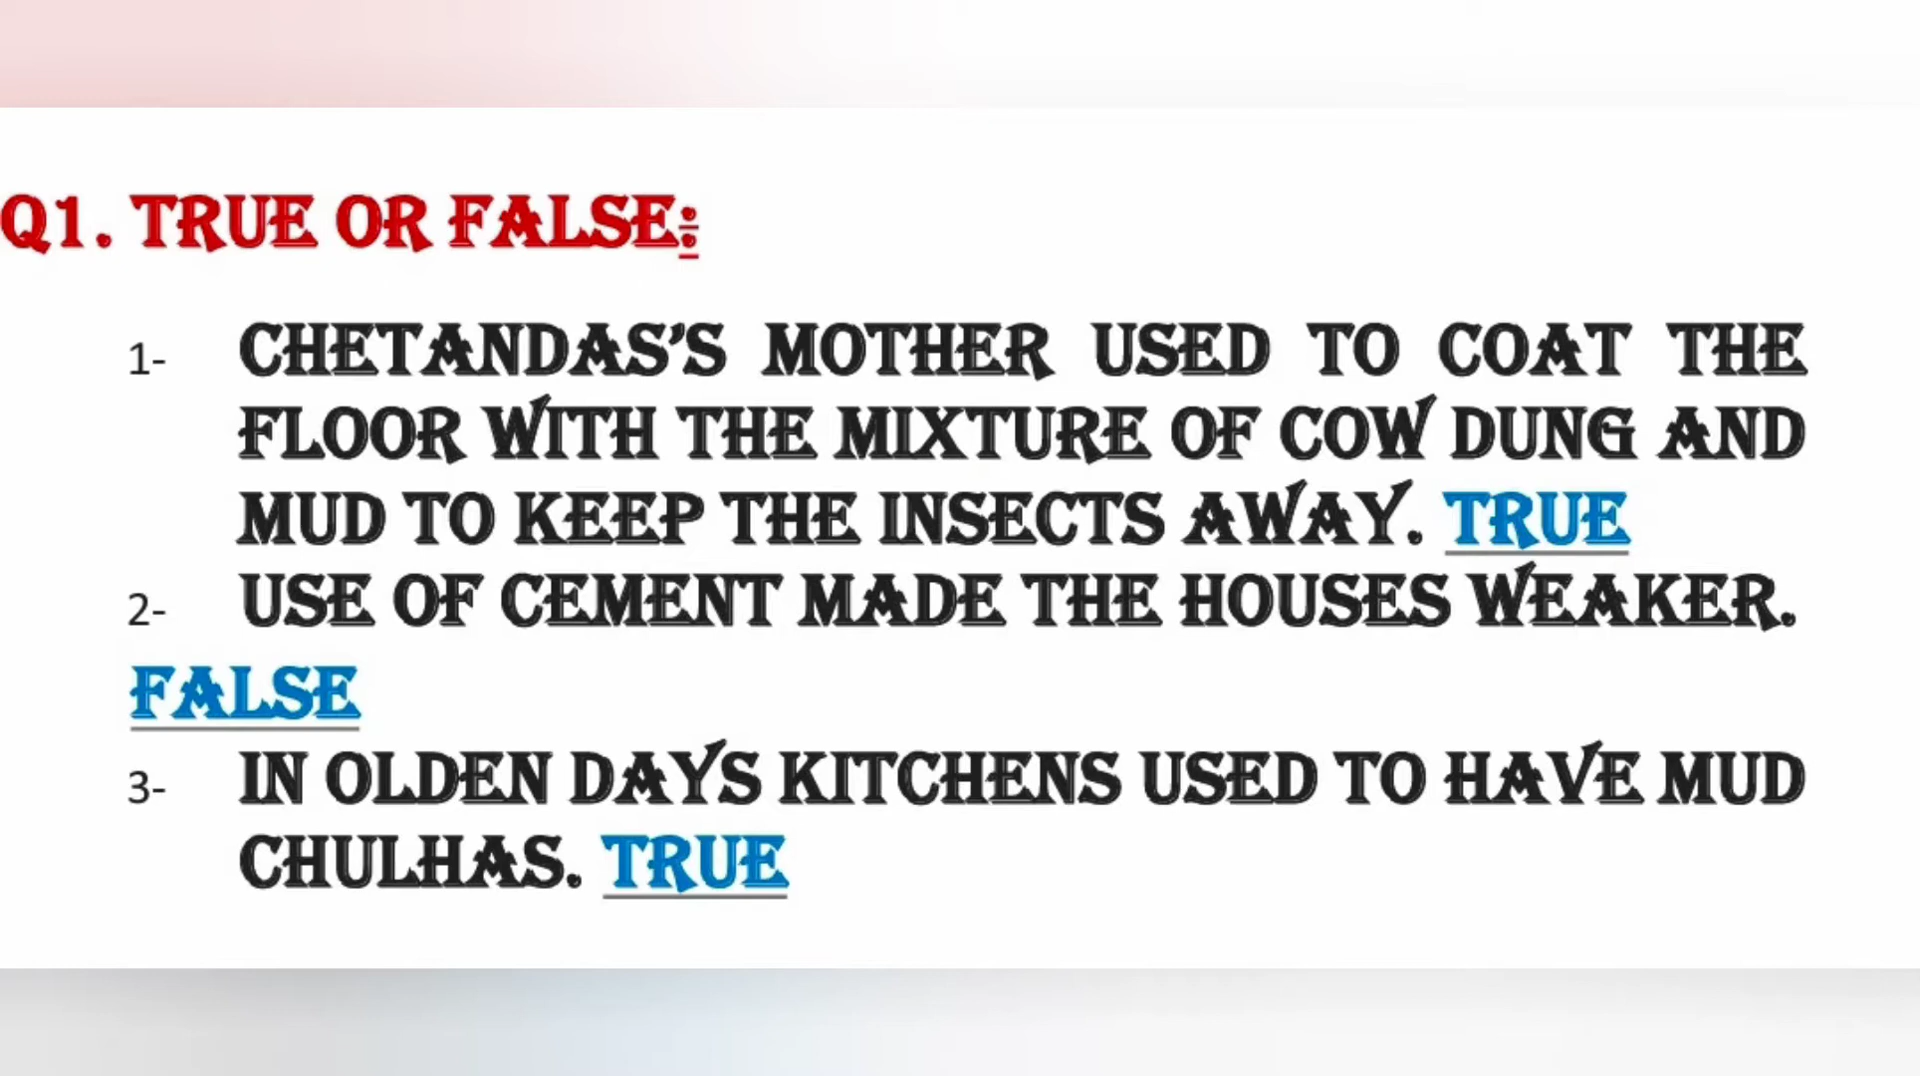 Q1. TRUE OR FALSE:
1- CHETANDAS’S MOTHER USED TO COAT THE
FLOOR WITH THE MIXTURE OF COW DUNG AND
MUD TO KEEP THE INSECTS AWAY. TRUE
2- USE OF CEMENT MADE THE HOUSES WEAKER.
FALSE
3- IN OLDEN DAYS KITCHENS USED TO HAVE MUD
CHULHAS. TRUE